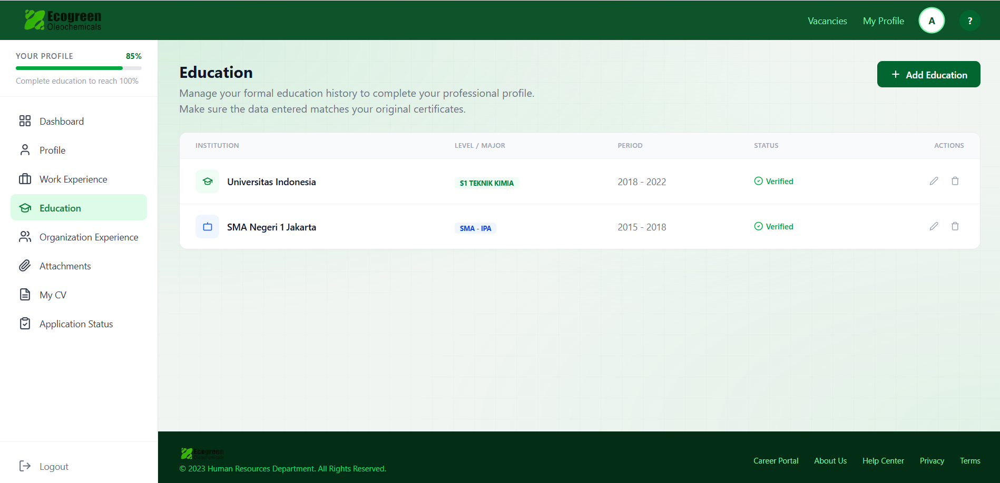 Ecogreen
Oleochemicals
Vacancies
My Profile
A
?
YOUR PROFILE
85%
Complete education to reach 100%
Dashboard
Profile
Work Experience
Education
Organization Experience
Attachments
My CV
Application Status
Logout
Education
Manage your formal education history to complete your professional profile.
Make sure the data entered matches your original certificates.
+ Add Education
INSTITUTION LEVEL / MAJOR PERIOD STATUS ACTIONS
Universitas Indonesia S1 TEKNIK KIMIA 2018 - 2022 Verified
SMA Negeri 1 Jakarta SMA - IPA 2015 - 2018 Verified
Ecogreen
Oleochemicals
© 2023 Human Resources Department. All Rights Reserved.
Career Portal About Us Help Center Privacy Terms